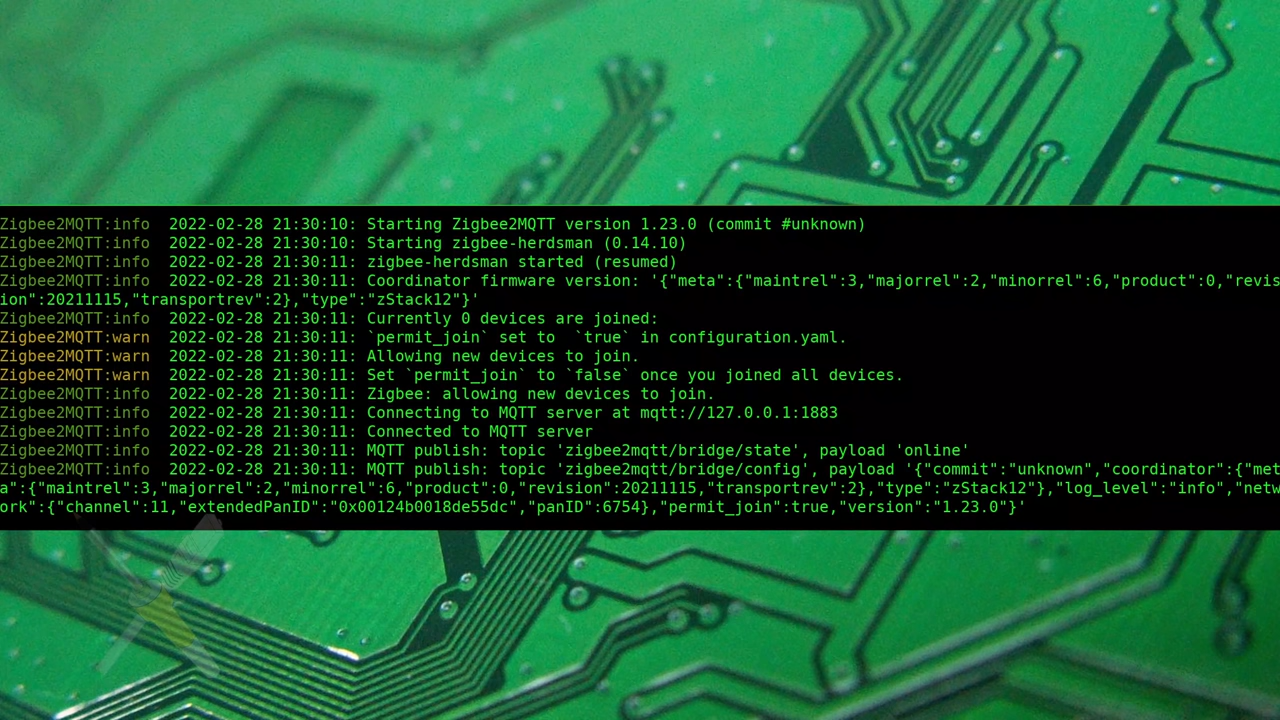 Zigbee2MQTT:info  2022-02-28 21:30:10: Starting Zigbee2MQTT version 1.23.0 (commit #unknown)
Zigbee2MQTT:info  2022-02-28 21:30:10: Starting zigbee-herdsman (0.14.10)
Zigbee2MQTT:info  2022-02-28 21:30:11: zigbee-herdsman started (resumed)
Zigbee2MQTT:info  2022-02-28 21:30:11: Coordinator firmware version: '{"meta":{"maintrel":3,"majorrel":2,"minorrel":6,"product":0,"revis
ion":20211115,"transportrev":2},"type":"zStack12"}'
Zigbee2MQTT:info  2022-02-28 21:30:11: Currently 0 devices are joined:
Zigbee2MQTT:warn  2022-02-28 21:30:11: `permit_join` set to  `true` in configuration.yaml.
Zigbee2MQTT:warn  2022-02-28 21:30:11: Allowing new devices to join.
Zigbee2MQTT:warn  2022-02-28 21:30:11: Set `permit_join` to `false` once you joined all devices.
Zigbee2MQTT:info  2022-02-28 21:30:11: Zigbee: allowing new devices to join.
Zigbee2MQTT:info  2022-02-28 21:30:11: Connecting to MQTT server at mqtt://127.0.0.1:1883
Zigbee2MQTT:info  2022-02-28 21:30:11: Connected to MQTT server
Zigbee2MQTT:info  2022-02-28 21:30:11: MQTT publish: topic 'zigbee2mqtt/bridge/state', payload 'online'
Zigbee2MQTT:info  2022-02-28 21:30:11: MQTT publish: topic 'zigbee2mqtt/bridge/config', payload '{"commit":"unknown","coordinator":{"met
a":{"maintrel":3,"majorrel":2,"minorrel":6,"product":0,"revision":20211115,"transportrev":2},"type":"zStack12"},"log_level":"info","netw
ork":{"channel":11,"extendedPanID":"0x00124b0018de55dc","panID":6754},"permit_join":true,"version":"1.23.0"}'